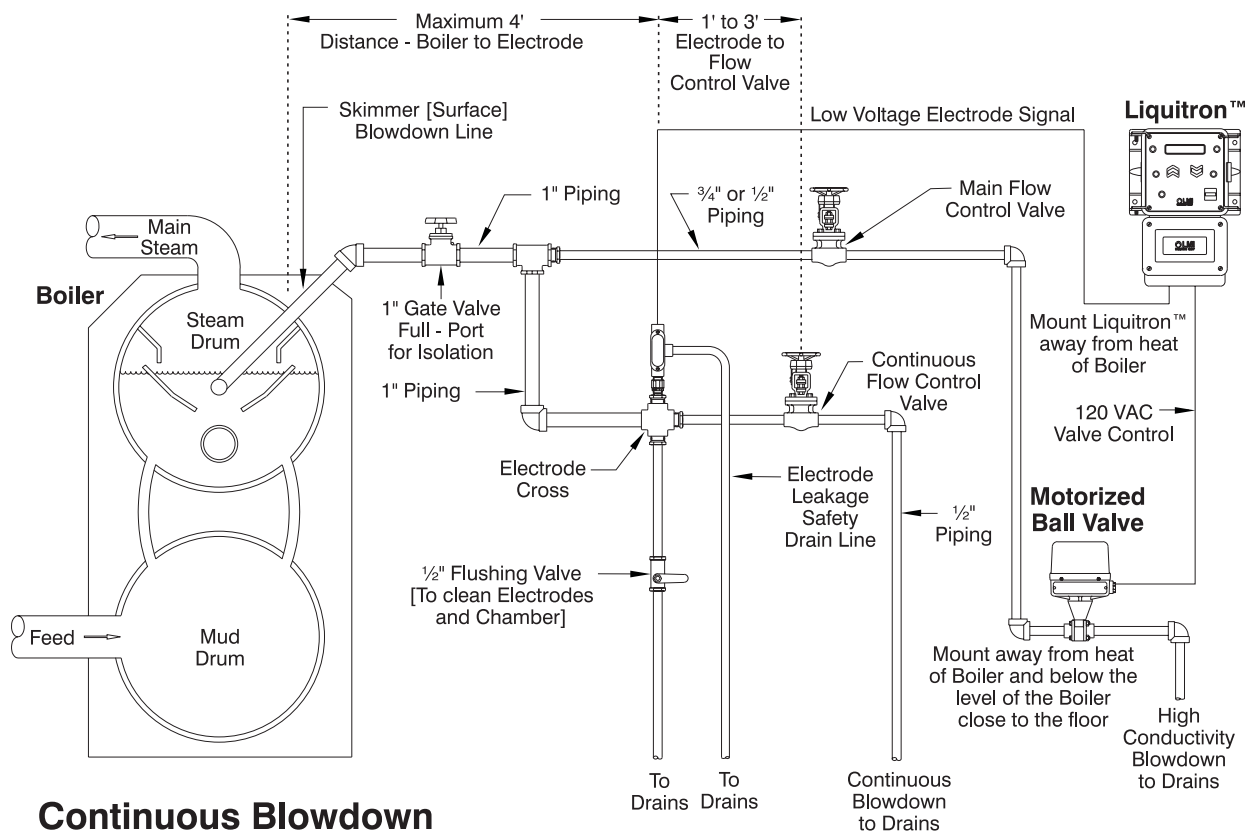 Maximum 4'
Distance - Boiler to Electrode
1' to 3'
Electrode to
Flow
Control Valve
Skimmer [Surface]
Blowdown Line
Low Voltage Electrode Signal
Liquitron™
1" Piping
¾" or ½"
Piping
Main Flow
Control Valve
Main
Steam
Boiler
Steam
Drum
1" Gate Valve
Full - Port
for Isolation
Mount Liquitron™
away from heat
of Boiler
1" Piping
Continuous
Flow Control
Valve
120 VAC
Valve Control
Electrode
Cross
Electrode
Leakage
Safety
Drain Line
½"
Piping
Motorized
Ball Valve
½" Flushing Valve
[To clean Electrodes
and Chamber]
Feed
Mud
Drum
Mount away from heat
of Boiler and below the
level of the Boiler
close to the floor
High
Conductivity
Blowdown
to Drains
To
Drains
To
Drains
Continuous
Blowdown
to Drains
Continuous Blowdown